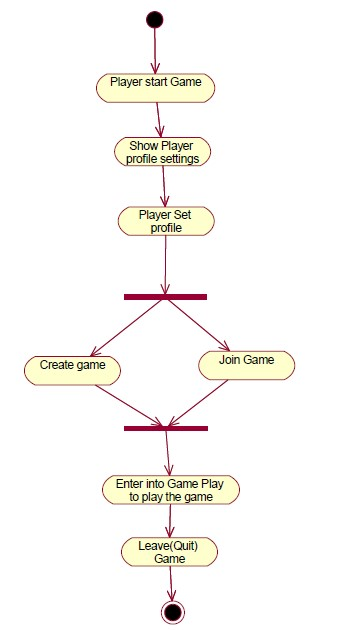 Player start Game
Show Player
profile settings
Player Set
profile
Create game
Join Game
Enter into Game Play
to play the game
Leave(Quit)
Game